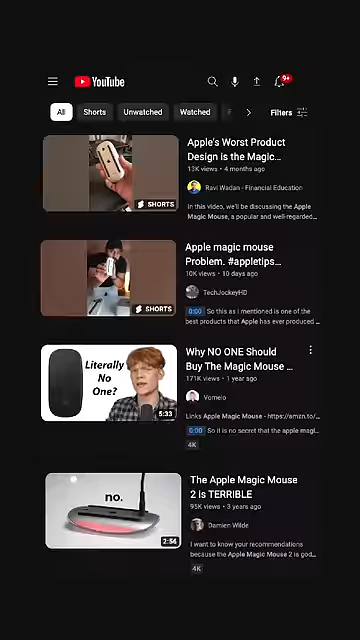 YouTube
9+
All
Shorts
Unwatched
Watched
Filters
Apple's Worst Product
Design is the Magic...
13K views • 4 months ago
Ravi Wadan - Financial Education
In this video, we'll be discussing the Apple
Magic Mouse, a popular and well-regarded...
SHORTS
Apple magic mouse
Problem. #appletips...
10K views • 10 days ago
TechJockeyHD
0:00 So this as i mentioned is one of the
best products that Apple has ever produced
SHORTS
Literally
No
One?
5:33
Why NO ONE Should
Buy The Magic Mouse ...
171K views • 1 year ago
Vomelo
Links Apple Magic Mouse - https://amzn.to/...
0:00 So it is no secret that the apple magi...
4K
no.
2:54
The Apple Magic Mouse
2 is TERRIBLE
95K views • 3 years ago
Damien Wilde
I want to know your recommendations
because the Apple Magic Mouse 2 is god...
4K